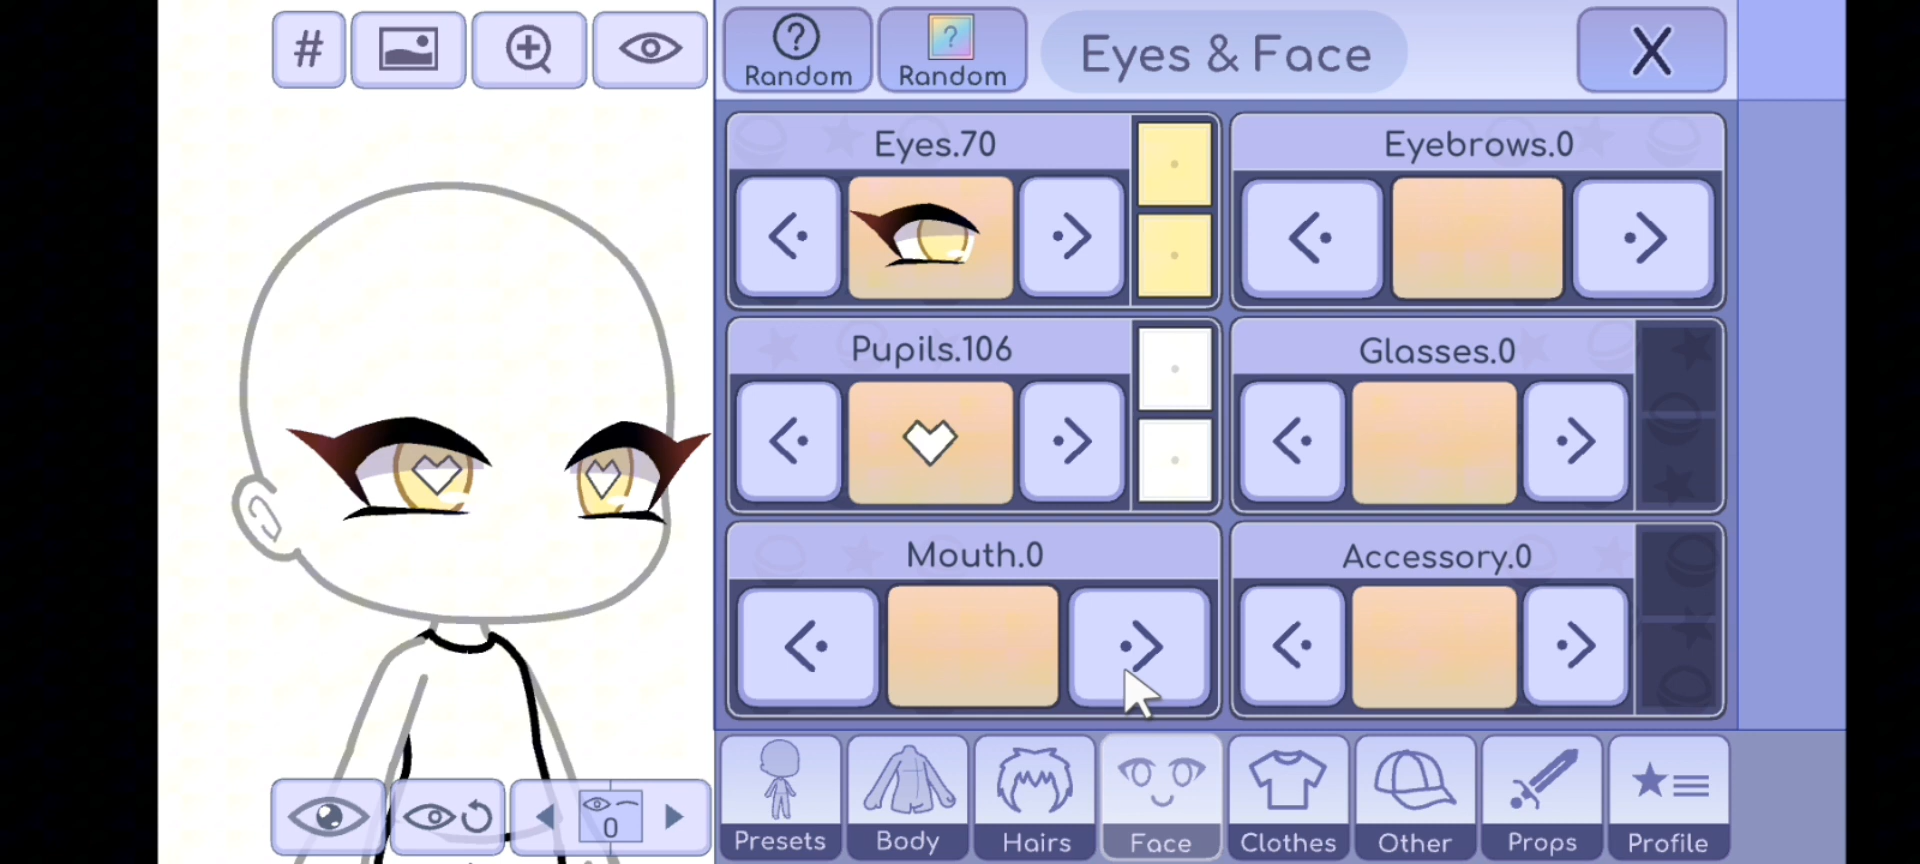 #
?
Random
?
Random
Eyes & Face
X
Eyes.70
Eyebrows.0
Pupils.106
Glasses.0
Mouth.0
Accessory.0
0
Presets
Body
Hairs
Face
Clothes
Other
Props
Profile